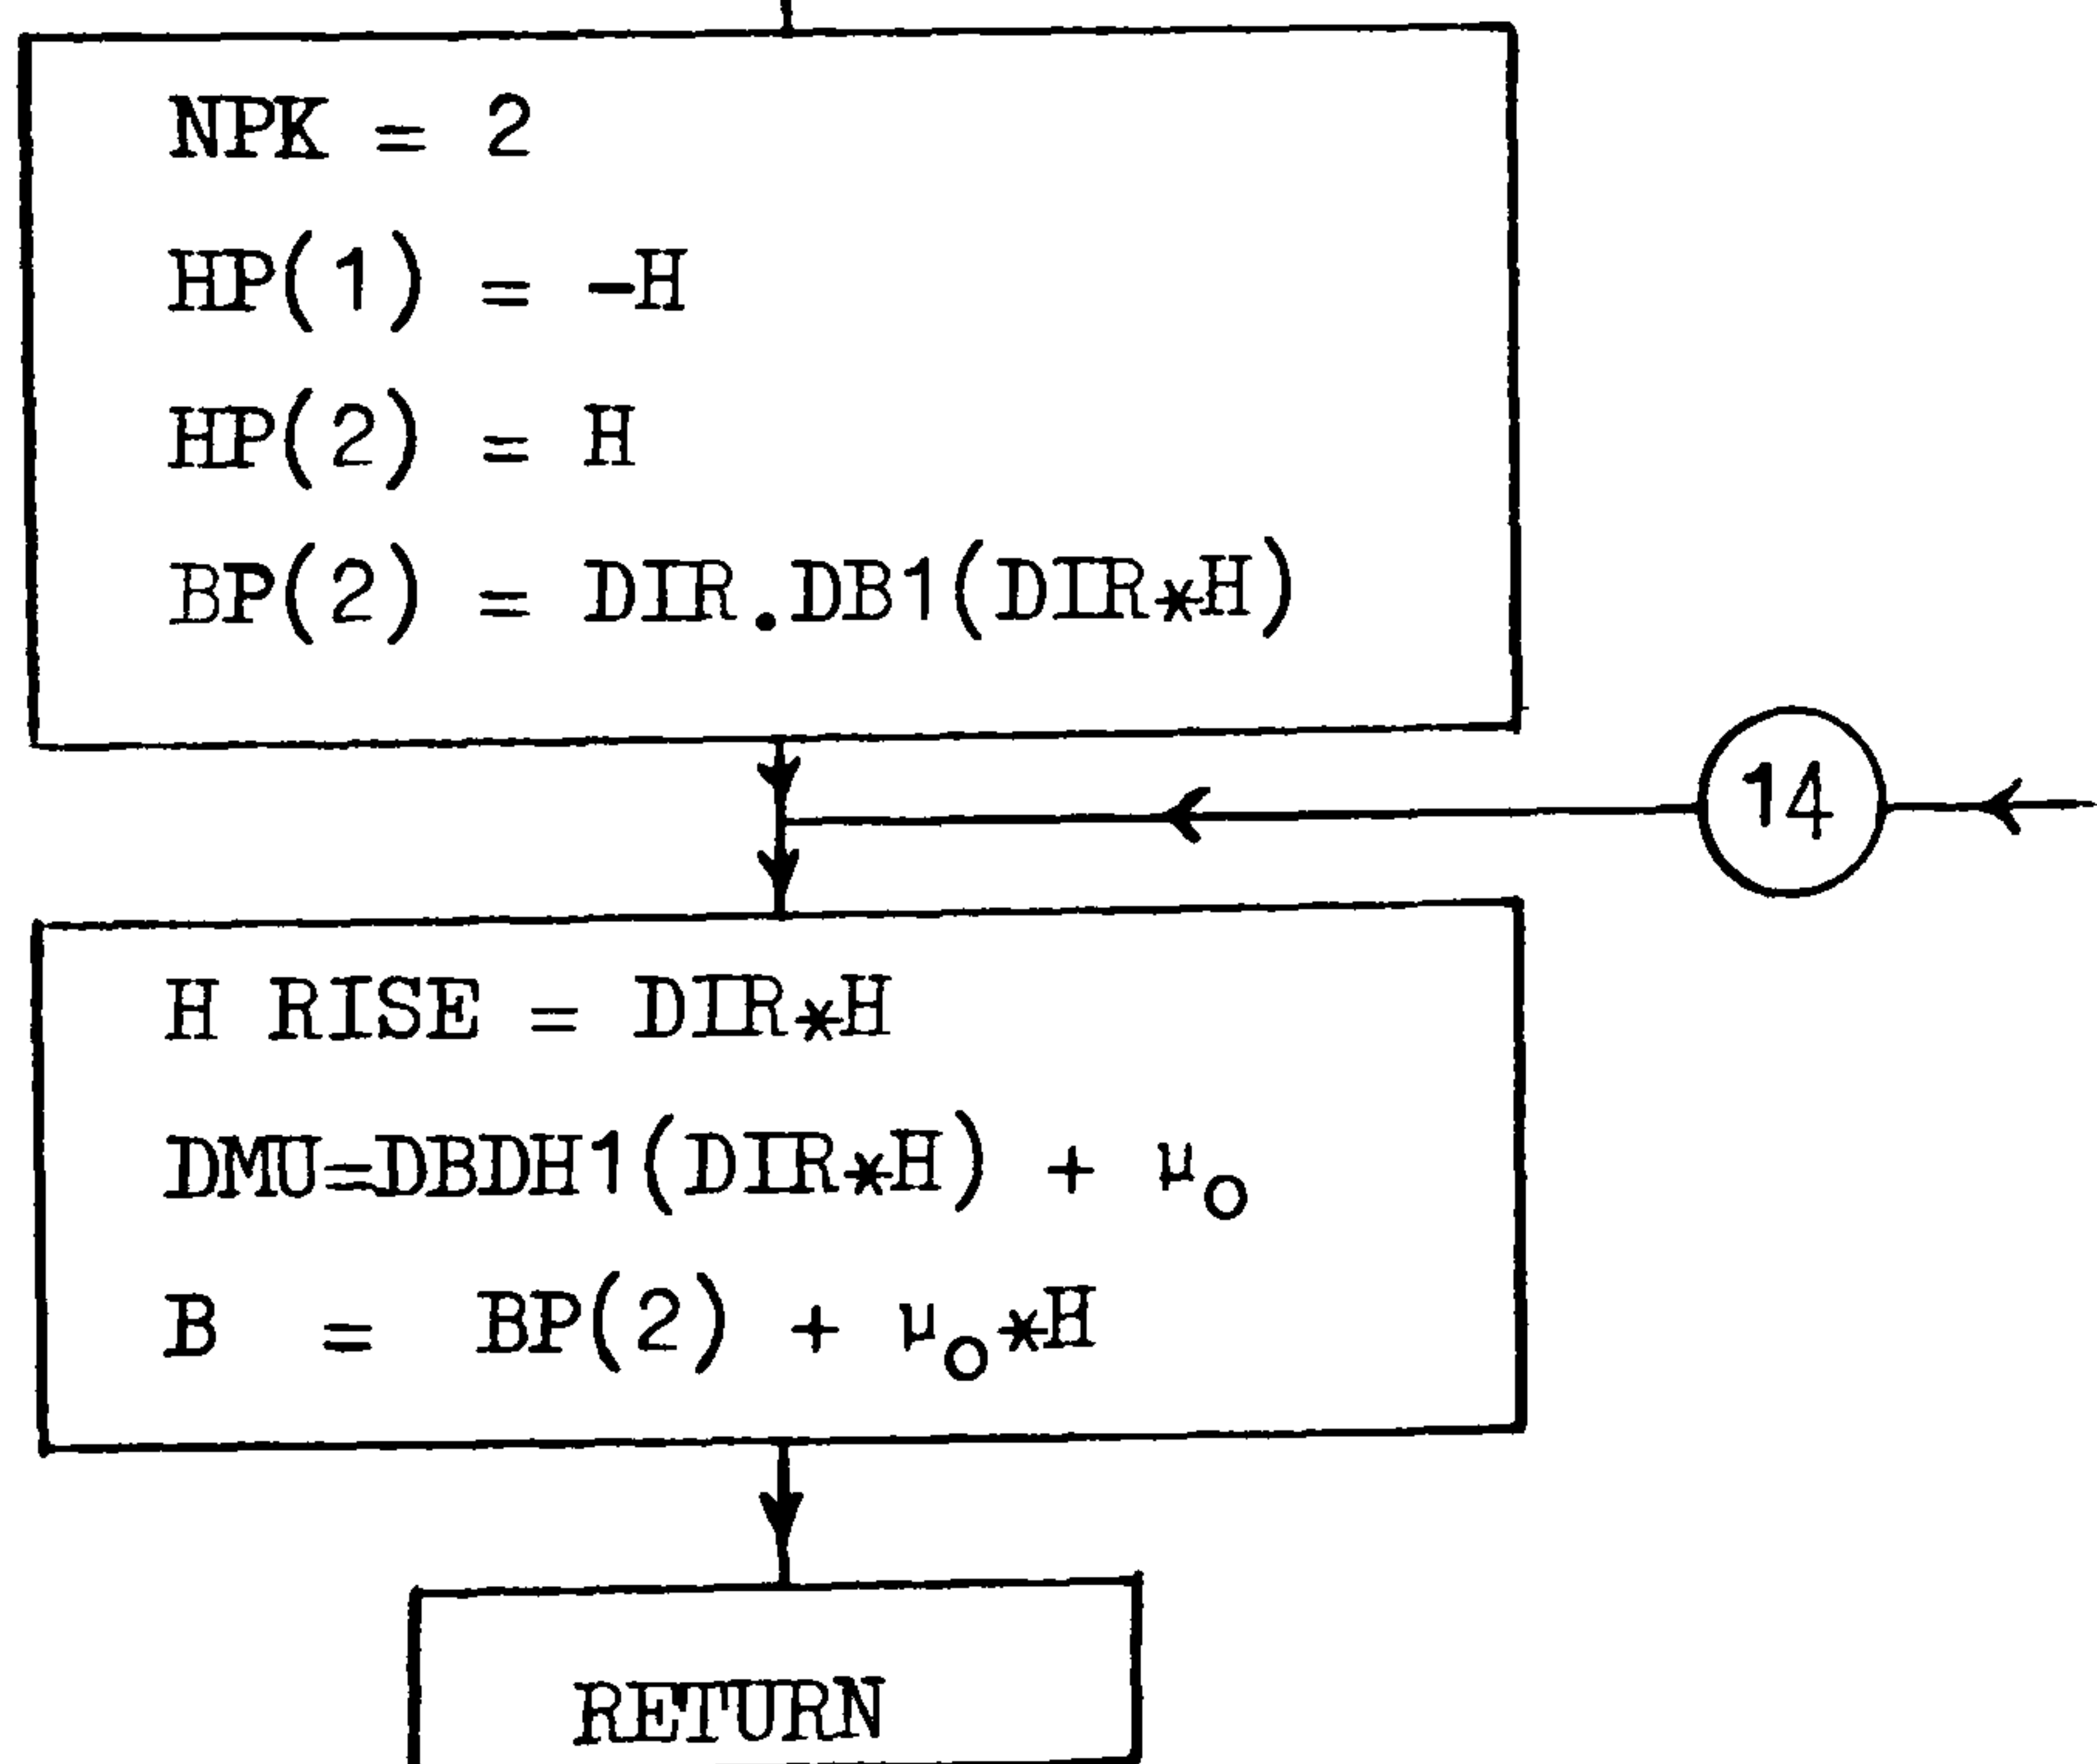 NPK = 2
HP(1) = -H
HP(2) = H
BP(2) = DIR.DB1(DIR*H)
14
H RISE = DIR*H
DMU=DBDH1(DIR*H) + μo
B = BP(2) + μo*H
RETURN